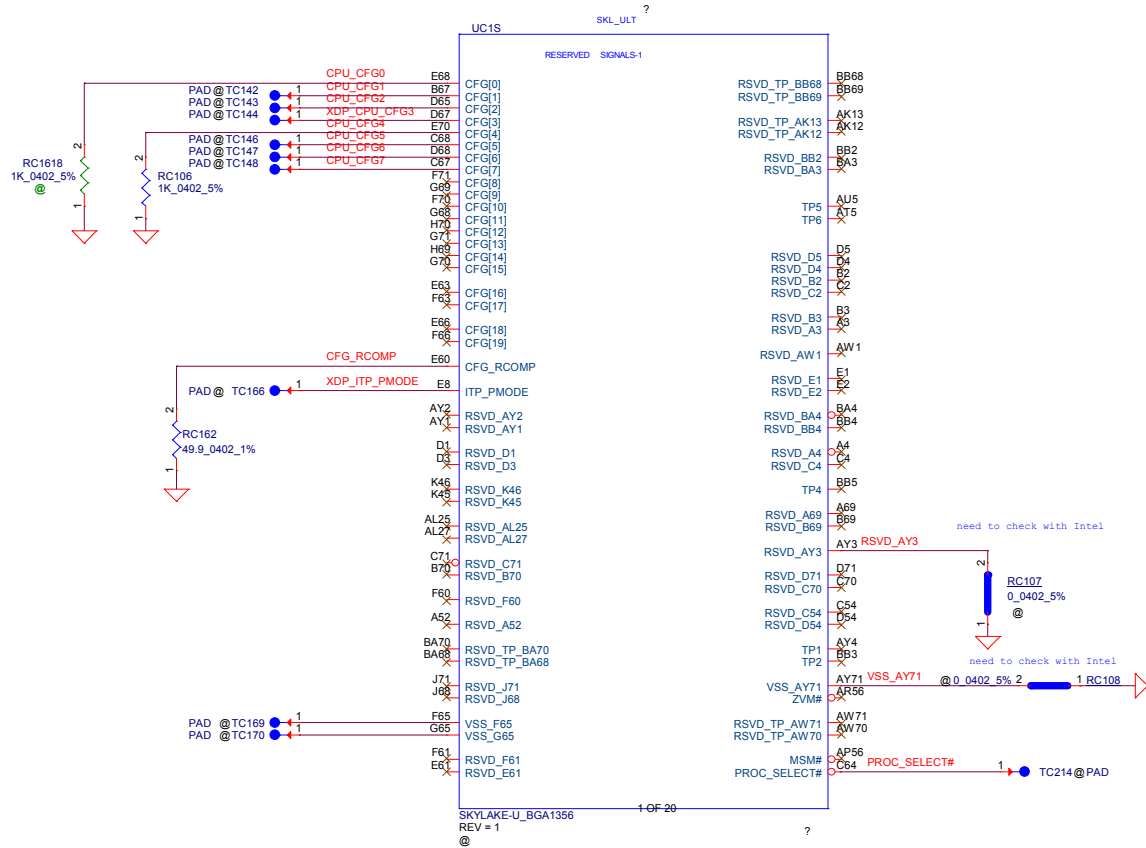 ?
SKL_ULT
UC1S
RESERVED SIGNALS-1
CPU_CFG0 E68 CFG[0]
PAD@TC142 1 CPU_CFG1 B67 CFG[1]
PAD@TC143 1 CPU_CFG2 D65 CFG[2]
PAD@TC144 1 XDP_CPU_CFG3 D67 CFG[3]
CPU_CFG4 E70 CFG[4]
PAD@TC146 1 CPU_CFG5 C68 CFG[5]
PAD@TC147 1 CPU_CFG6 D68 CFG[6]
PAD@TC148 1 CPU_CFG7 C67 CFG[7]
F71 CFG[8]
G69 CFG[9]
F70 CFG[10]
G68 CFG[11]
H70 CFG[12]
G71 CFG[13]
H69 CFG[14]
G70 CFG[15]
E63 CFG[16]
F63 CFG[17]
E66 CFG[18]
F66 CFG[19]
2
RC1618
1K_0402_5%
@
1
2
RC106
1K_0402_5%
1
CFG_RCOMP E60 CFG_RCOMP
PAD@ TC166 1 XDP_ITP_PMODE E8 ITP_PMODE
2
RC162
49.9_0402_1%
1
AY2 RSVD_AY2
AY1 RSVD_AY1
D1 RSVD_D1
D3 RSVD_D3
K46 RSVD_K46
K45 RSVD_K45
AL25 RSVD_AL25
AL27 RSVD_AL27
C71 RSVD_C71
B70 RSVD_B70
F60 RSVD_F60
A52 RSVD_A52
BA70 RSVD_TP_BA70
BA68 RSVD_TP_BA68
J71 RSVD_J71
J68 RSVD_J68
PAD @TC169 1 F65 VSS_F65
PAD @TC170 1 G65 VSS_G65
F61 RSVD_F61
E61 RSVD_E61
RSVD_TP_BB68 BB68
RSVD_TP_BB69 BB69
RSVD_TP_AK13 AK13
RSVD_TP_AK12 AK12
RSVD_BB2 BB2
RSVD_BA3 BA3
TP5 AU5
TP6 AT5
RSVD_D5 D5
RSVD_D4 D4
RSVD_B2 B2
RSVD_C2 C2
RSVD_B3 B3
RSVD_A3 A3
RSVD_AW1 AW1
RSVD_E1 E1
RSVD_E2 E2
RSVD_BA4 BA4
RSVD_BB4 BB4
RSVD_A4 A4
RSVD_C4 C4
TP4 BB5
RSVD_A69 A69
RSVD_B69 B69
need to check with Intel
RSVD_AY3 AY3 RSVD_AY3
2
RC107
0_0402_5%
@
1
RSVD_D71 D71
RSVD_C70 C70
RSVD_C54 C54
RSVD_D54 D54
TP1 AY4
TP2 BB3
need to check with Intel
VSS_AY71 AY71 VSS_AY71 @ 0_0402_5% 2 1 RC108
ZVM# AR56
RSVD_TP_AW71 AW71
RSVD_TP_AW70 AW70
MSM# AP56
PROC_SELECT# C64 PROC_SELECT# 1 TC214@PAD
1 OF 20
SKYLAKE-U_BGA1356
REV = 1
@
?